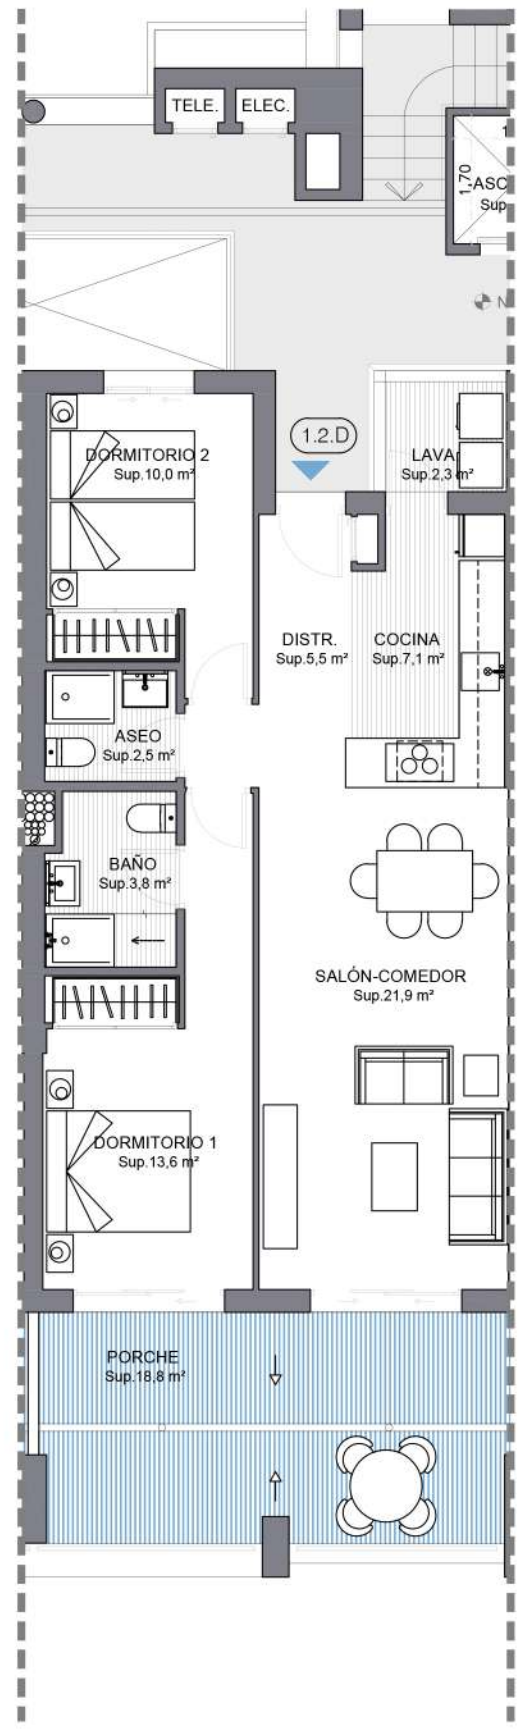 TELE.
ELEC.
1.70
ASC
Sup
N
1.2.D
DORMITORIO 2
Sup.10,0 m²
LAVA
Sup.2,3 m²
DISTR.
Sup.5,5 m²
COCINA
Sup.7,1 m²
ASEO
Sup.2,5 m²
BAÑO
Sup.3,8 m²
SALÓN-COMEDOR
Sup.21,9 m²
DORMITORIO 1
Sup.13,6 m²
PORCHE
Sup.18,8 m²